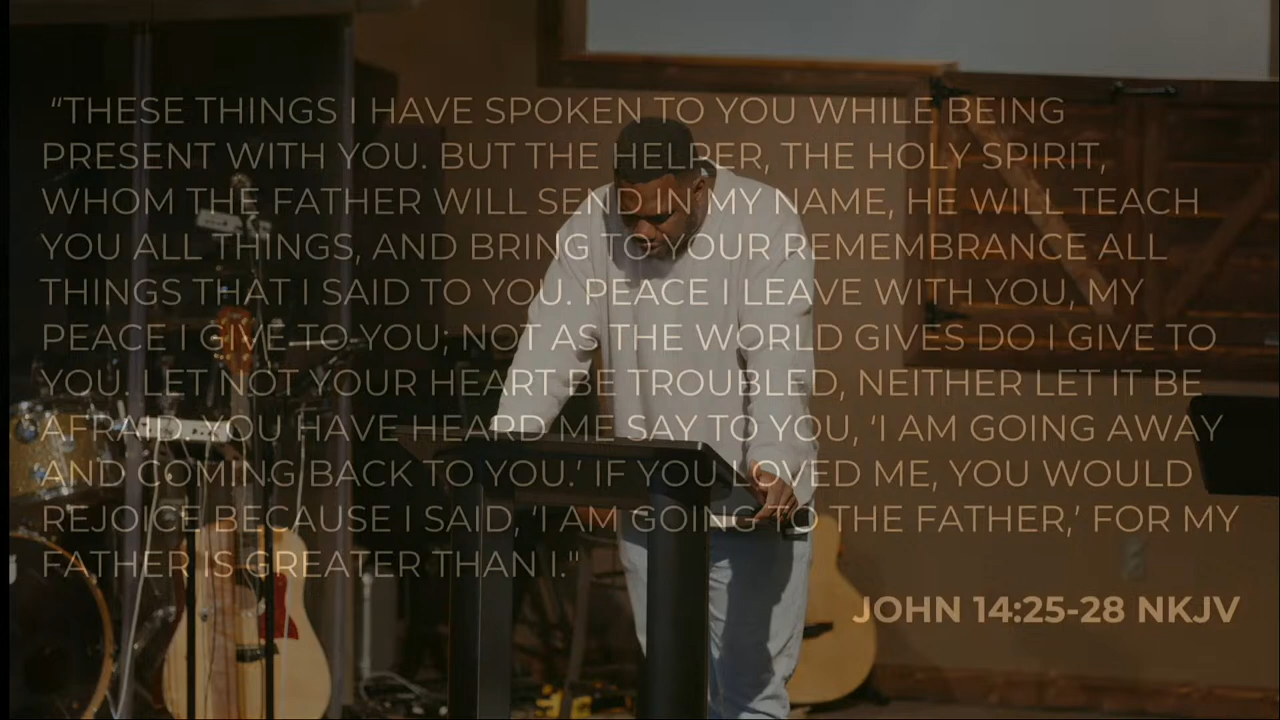 “THESE THINGS I HAVE SPOKEN TO YOU WHILE BEING
PRESENT WITH YOU. BUT THE HELPER, THE HOLY SPIRIT,
WHOM THE FATHER WILL SEND IN MY NAME, HE WILL TEACH
YOU ALL THINGS, AND BRING TO YOUR REMEMBRANCE ALL
THINGS THAT I SAID TO YOU. PEACE I LEAVE WITH YOU, MY
PEACE I GIVE TO YOU; NOT AS THE WORLD GIVES DO I GIVE TO
YOU. LET NOT YOUR HEART BE TROUBLED, NEITHER LET IT BE
AFRAID. YOU HAVE HEARD ME SAY TO YOU, ‘I AM GOING AWAY
AND COMING BACK TO YOU.’ IF YOU LOVED ME, YOU WOULD
REJOICE BECAUSE I SAID, ‘I AM GOING TO THE FATHER,’ FOR MY
FATHER IS GREATER THAN I."
JOHN 14:25-28 NKJV